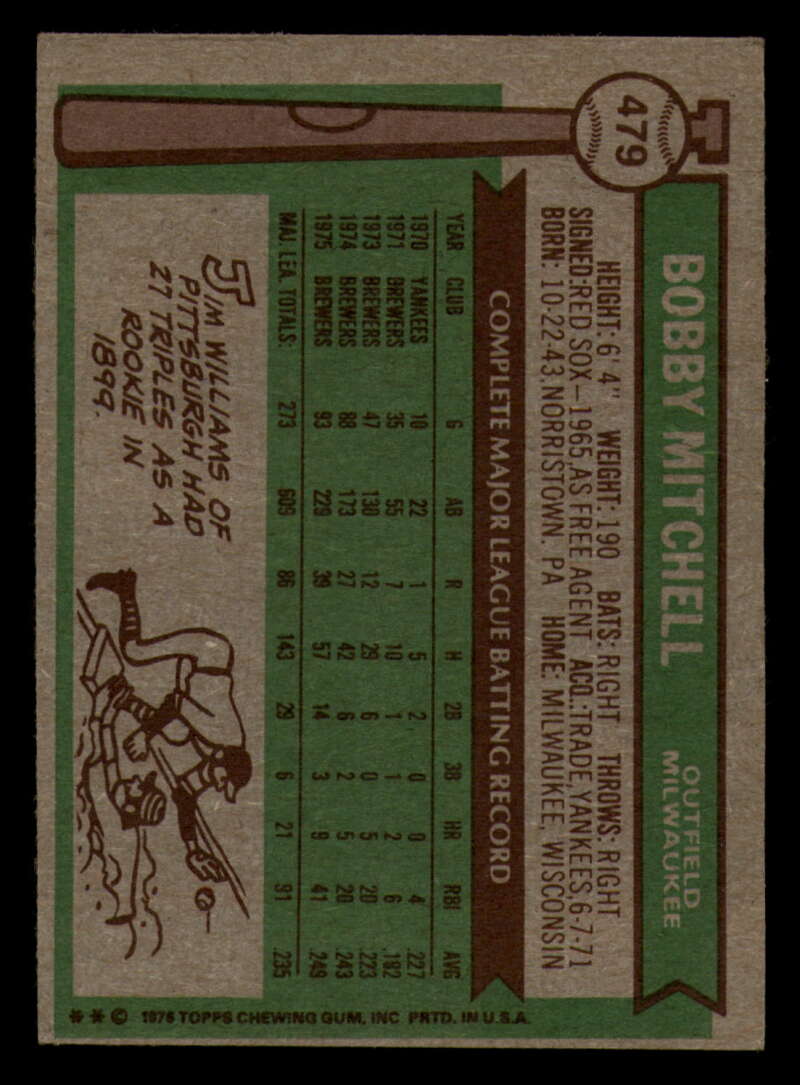 479
BOBBY MITCHELL
OUTFIELD
MILWAUKEE
HEIGHT: 6' 4" WEIGHT: 190 BATS: RIGHT THROWS: RIGHT
SIGNED: RED SOX—1965, AS FREE AGENT ACQ.: TRADE, YANKEES, 6-7-71
BORN: 10-22-43, NORRISTOWN, PA HOME: MILWAUKEE, WISCONSIN
COMPLETE MAJOR LEAGUE BATTING RECORD
YEAR CLUB G AB R H 2B 3B HR RBI AVG
1970 YANKEES 10 22 1 5 2 0 0 4 .227
1971 BREWERS 35 55 7 10 1 1 2 6 .182
1973 BREWERS 47 130 12 29 6 0 5 20 .223
1974 BREWERS 88 173 27 42 6 2 5 20 .243
1975 BREWERS 93 229 39 57 14 3 9 41 .249
MAJ. LEA. TOTALS: 273 609 86 143 29 6 21 91 .235
JIM WILLIAMS OF
PITTSBURGH HAD
27 TRIPLES AS A
ROOKIE IN
1899.
* * © 1976 TOPPS CHEWING GUM, INC PRTD. IN U.S.A.